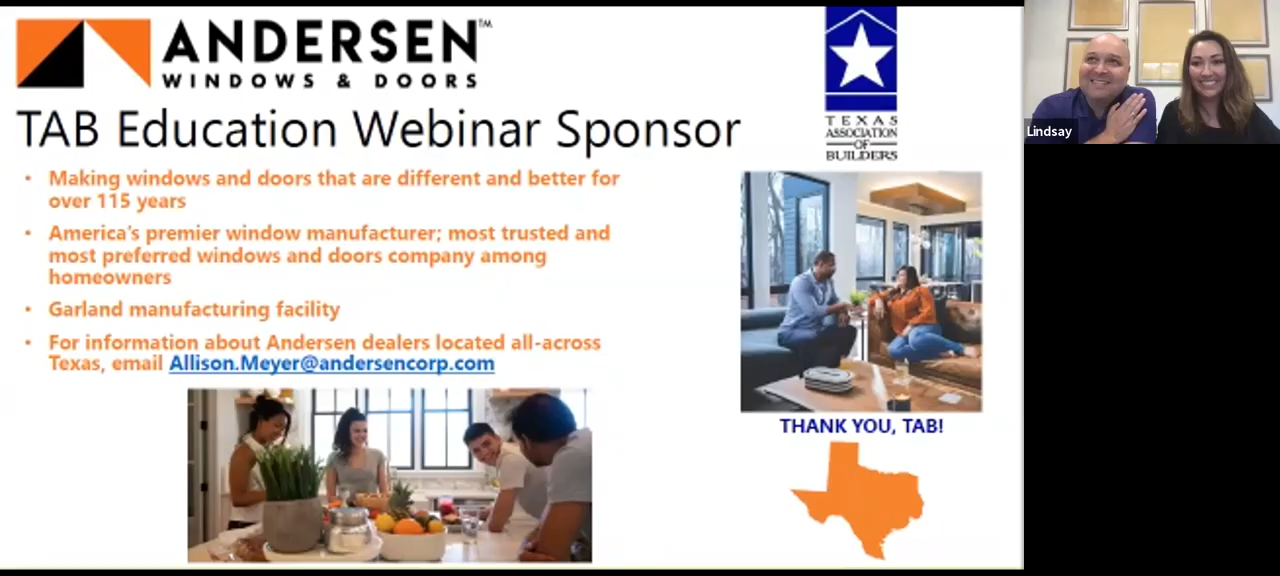 ANDERSEN™
WINDOWS & DOORS
TEXAS
ASSOCIATION
OF
BUILDERS
TAB Education Webinar Sponsor
Lindsay
• Making windows and doors that are different and better for
over 115 years
• America's premier window manufacturer; most trusted and
most preferred windows and doors company among
homeowners
• Garland manufacturing facility
• For information about Andersen dealers located all-across
Texas, email Allison.Meyer@andersencorp.com
THANK YOU, TAB!